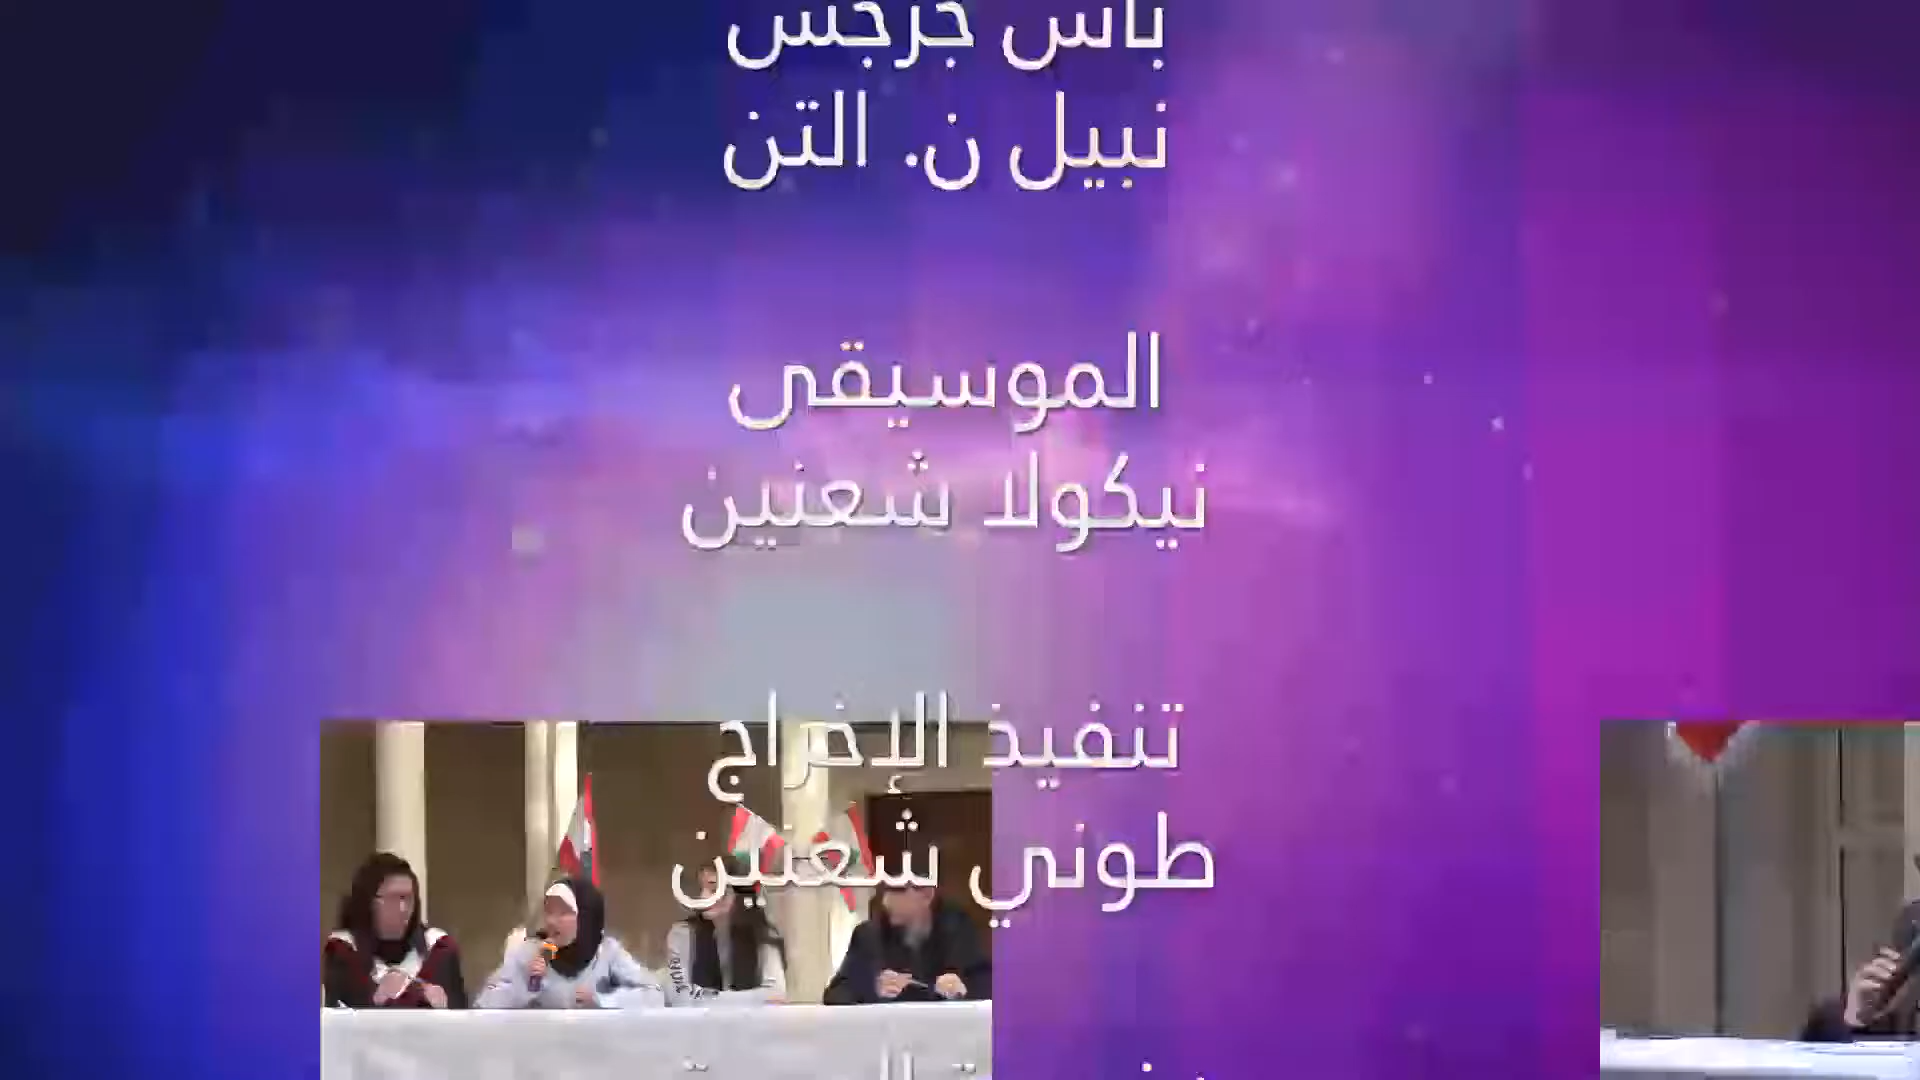 باس جرجس
نبيل ن. التن
الموسيقى
نيكولا شعنين
تنفيذ الإخراج
طوني شعنين